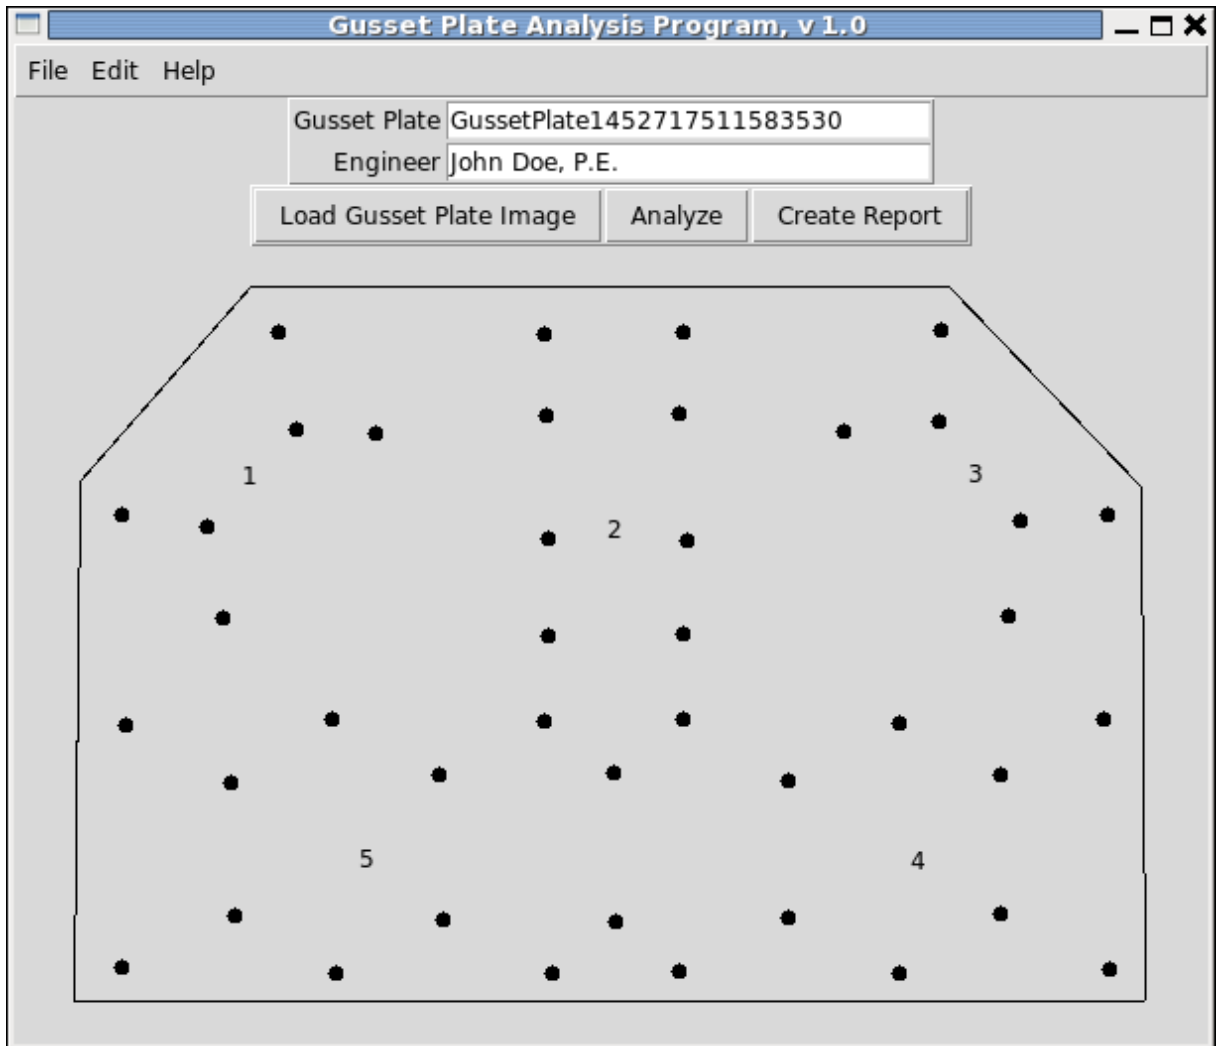 Gusset Plate Analysis Program, v 1.0
File Edit Help
Gusset Plate GussetPlate1452717511583530
Engineer John Doe, P.E.
Load Gusset Plate Image Analyze Create Report
1
3
2
5
4